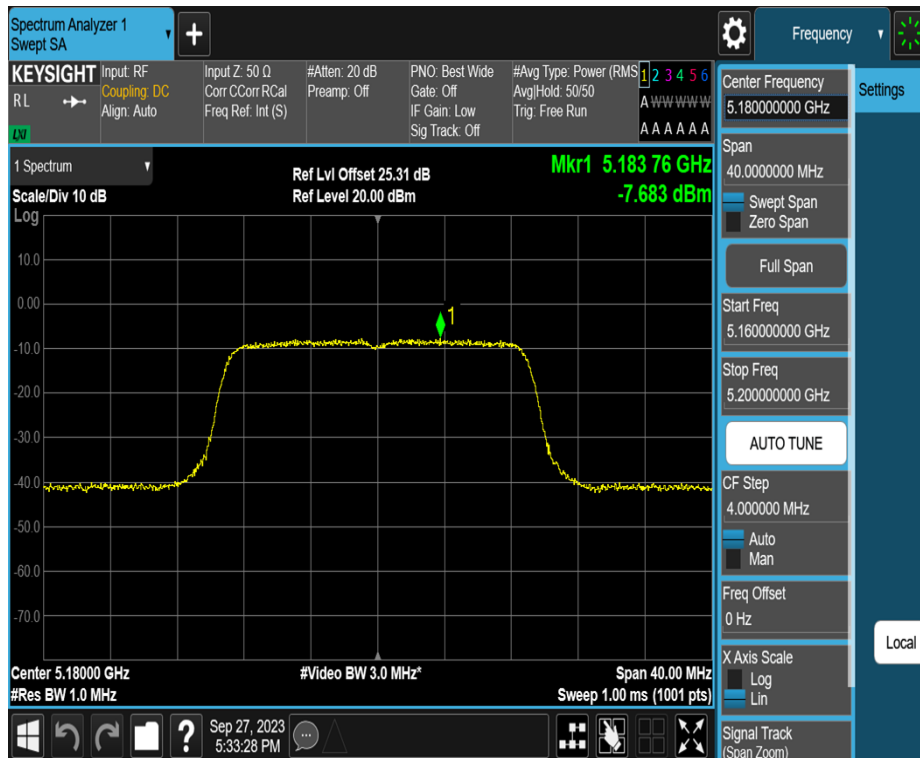 Spectrum Analyzer 1
Swept SA
+
Frequency
KEYSIGHT
RL
LXI
Input: RF
Coupling: DC
Align: Auto
Input Z: 50 Ω
Corr CCorr RCal
Freq Ref: Int (S)
#Atten: 20 dB
Preamp: Off
PNO: Best Wide
Gate: Off
IF Gain: Low
Sig Track: Off
#Avg Type: Power (RMS
Avg|Hold: 50/50
Trig: Free Run
1 2 3 4 5 6
A W W W W W
A A A A A A
Center Frequency
5.180000000 GHz
Settings
Span
40.0000000 MHz
Swept Span
Zero Span
Full Span
Start Freq
5.160000000 GHz
Stop Freq
5.200000000 GHz
AUTO TUNE
CF Step
4.000000 MHz
Auto
Man
Freq Offset
0 Hz
X Axis Scale
Log
Lin
Signal Track
(Span Zoom)
Local
1 Spectrum
Scale/Div 10 dB
Log
Ref Lvl Offset 25.31 dB
Ref Level 20.00 dBm
Mkr1 5.183 76 GHz
-7.683 dBm
10.0
0.00
-10.0
-20.0
-30.0
-40.0
-50.0
-60.0
-70.0
1
Center 5.18000 GHz
#Res BW 1.0 MHz
#Video BW 3.0 MHz*
Span 40.00 MHz
Sweep 1.00 ms (1001 pts)
?
Sep 27, 2023
5:33:28 PM